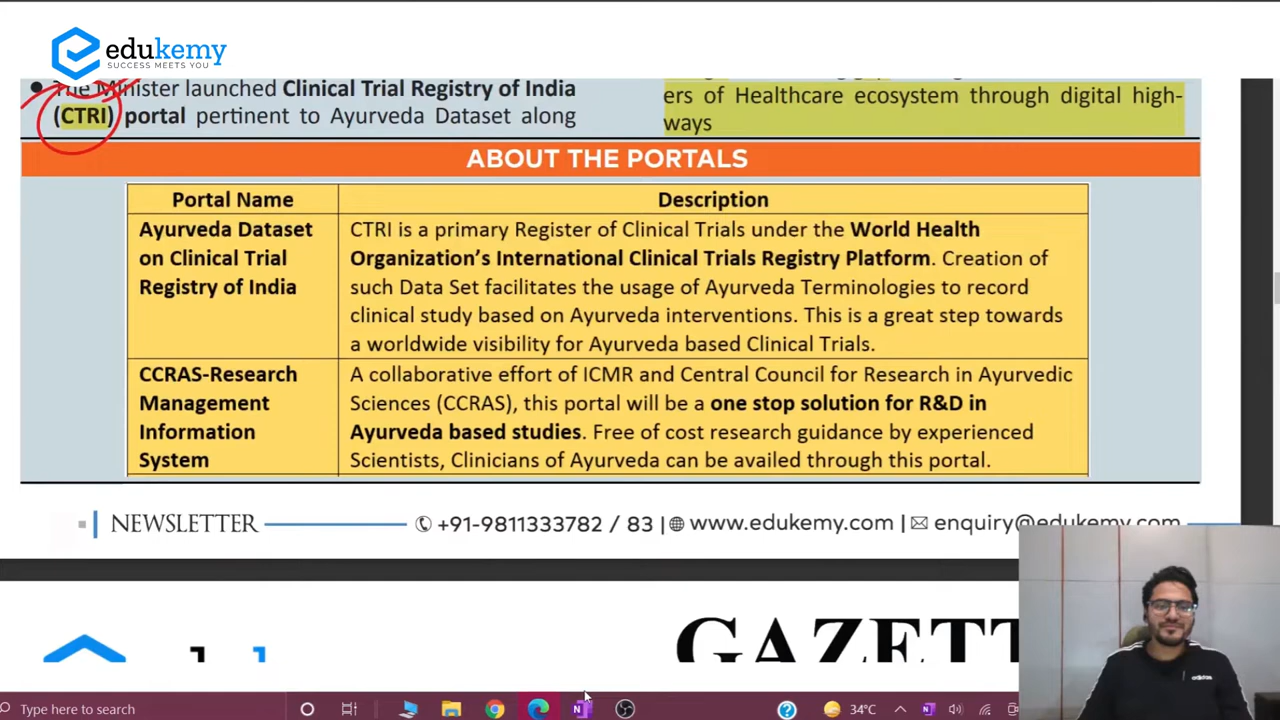 edukemy
SUCCESS MEETS YOU
The Minister launched Clinical Trial Registry of India
(CTRI) portal pertinent to Ayurveda Dataset along
ers of Healthcare ecosystem through digital high-
ways
ABOUT THE PORTALS
Portal Name
Description
Ayurveda Dataset
on Clinical Trial
Registry of India
CTRI is a primary Register of Clinical Trials under the World Health
Organization's International Clinical Trials Registry Platform. Creation of
such Data Set facilitates the usage of Ayurveda Terminologies to record
clinical study based on Ayurveda interventions. This is a great step towards
a worldwide visibility for Ayurveda based Clinical Trials.
CCRAS-Research
Management
Information
System
A collaborative effort of ICMR and Central Council for Research in Ayurvedic
Sciences (CCRAS), this portal will be a one stop solution for R&D in
Ayurveda based studies. Free of cost research guidance by experienced
Scientists, Clinicians of Ayurveda can be availed through this portal.
NEWSLETTER
+91-9811333782 / 83 | www.edukemy.com | enquiry@edukemy.com
GAZETT
Type here to search
34°C